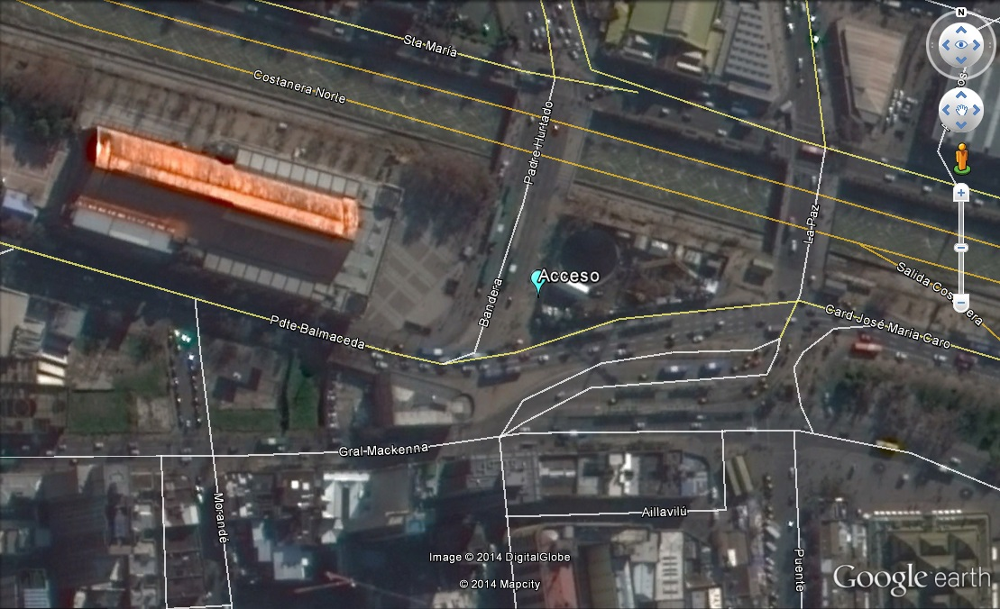 N
Sta María
Costanera Norte
Padre Hurtado
La Paz
Salida Costanera
Acceso
Bandera
Pdte Balmaceda
Card José María Caro
Gral Mackenna
Morandé
Aillavilú
Puente
Image © 2014 DigitalGlobe
© 2014 Mapcity
Google earth